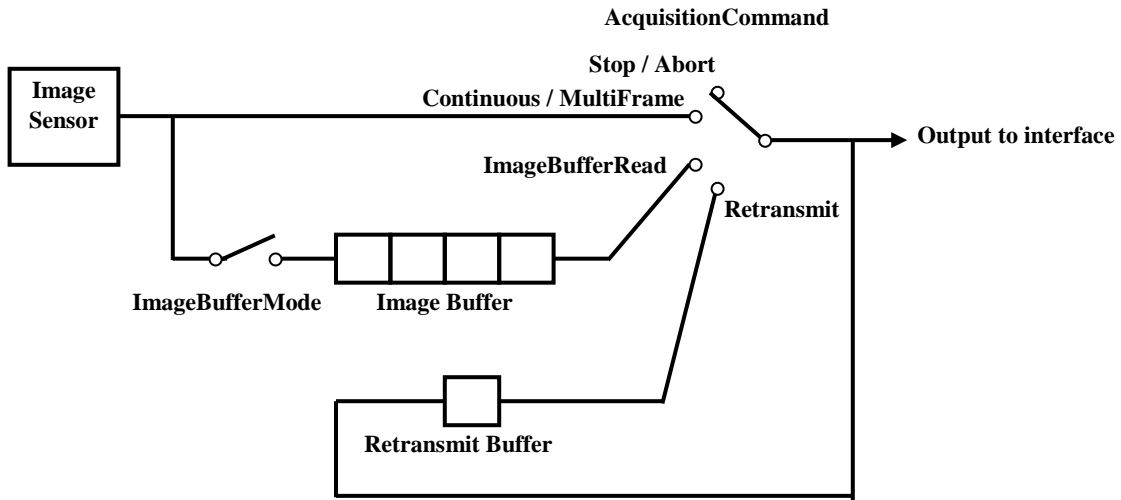 AcquisitionCommand
Stop / Abort
Image
Sensor
Continuous / MultiFrame
Output to interface
ImageBufferRead
Retransmit
ImageBufferMode
Image Buffer
Retransmit Buffer